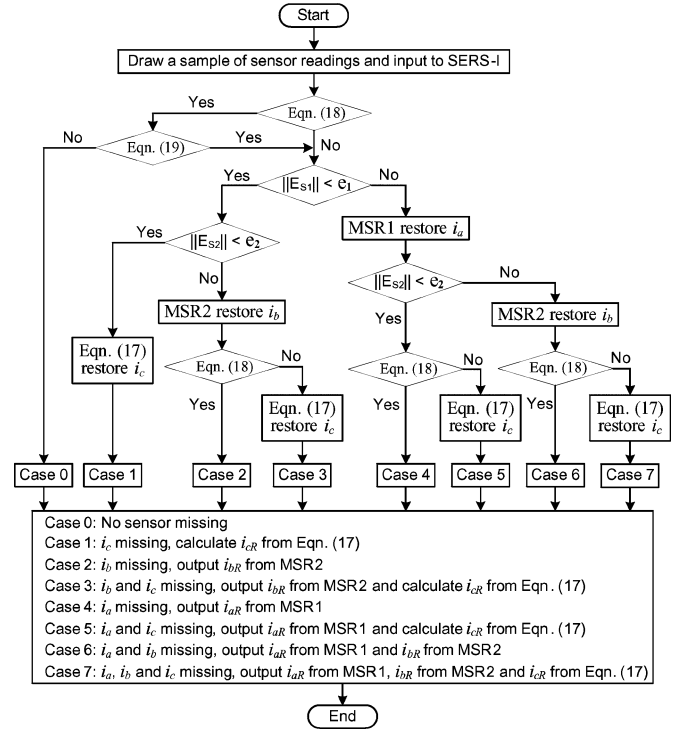 Start
Draw a sample of sensor readings and input to SERS-I
Yes
Eqn. (18)
No
Eqn. (19)
Yes
No
Yes
||E_S1|| < e_1
No
MSR1 restore i_a
Yes
||E_S2|| < e_2
No
||E_S2|| < e_2
No
Yes
MSR2 restore i_b
MSR2 restore i_b
Eqn. (17)
restore i_c
Eqn. (18)
No
Yes
Eqn. (18)
No
Yes
Eqn. (18)
No
Yes
Eqn. (17)
restore i_c
Eqn. (17)
restore i_c
Eqn. (17)
restore i_c
Case 0
Case 1
Case 2
Case 3
Case 4
Case 5
Case 6
Case 7
Case 0: No sensor missing
Case 1: i_c missing, calculate i_cR from Eqn. (17)
Case 2: i_b missing, output i_bR from MSR2
Case 3: i_b and i_c missing, output i_bR from MSR2 and calculate i_cR from Eqn. (17)
Case 4: i_a missing, output i_aR from MSR1
Case 5: i_a and i_c missing, output i_aR from MSR1 and calculate i_cR from Eqn. (17)
Case 6: i_a and i_b missing, output i_aR from MSR1 and i_bR from MSR2
Case 7: i_a, i_b and i_c missing, output i_aR from MSR1, i_bR from MSR2 and i_cR from Eqn. (17)
End